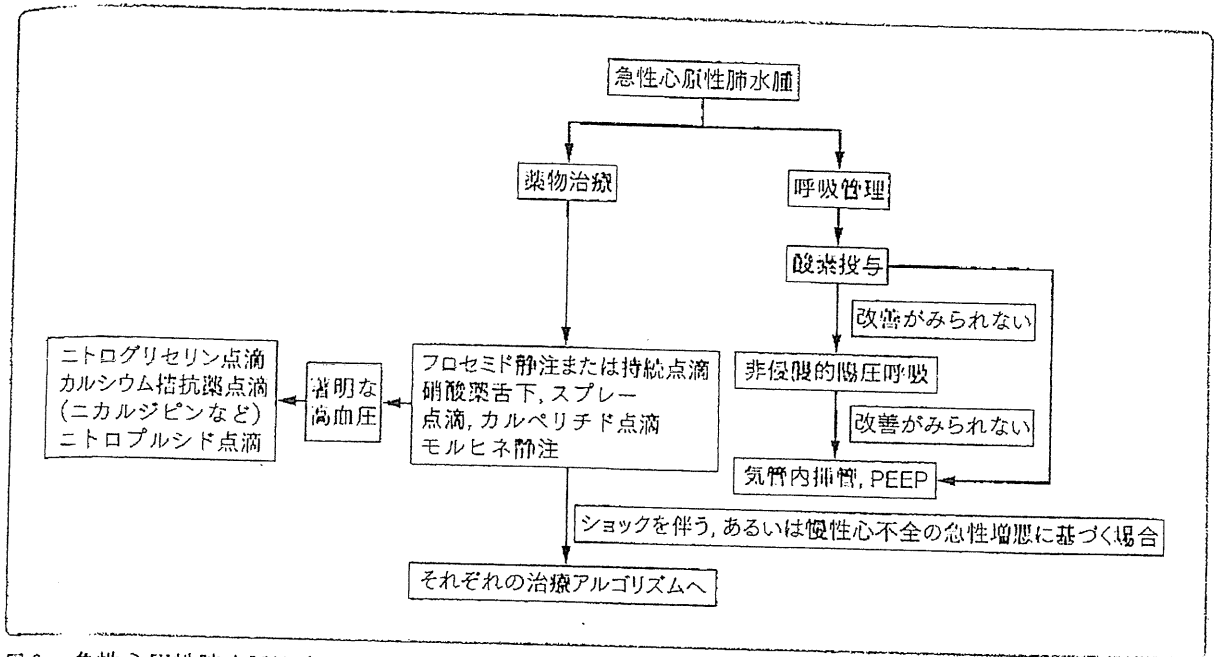 急性心原性肺水腫
薬物治療
呼吸管理
酸素投与
改善がみられない
非侵襲的陽圧呼吸
改善がみられない
気管内挿管, PEEP
フロセミド静注または持続点滴
硝酸薬舌下, スプレー
点滴, カルペリチド点滴
モルヒネ静注
著明な
高血圧
ニトログリセリン点滴
カルシウム拮抗薬点滴
(ニカルジピンなど)
ニトロプルシド点滴
ショックを伴う, あるいは慢性心不全の急性増悪に基づく場合
それぞれの治療アルゴリズムへ